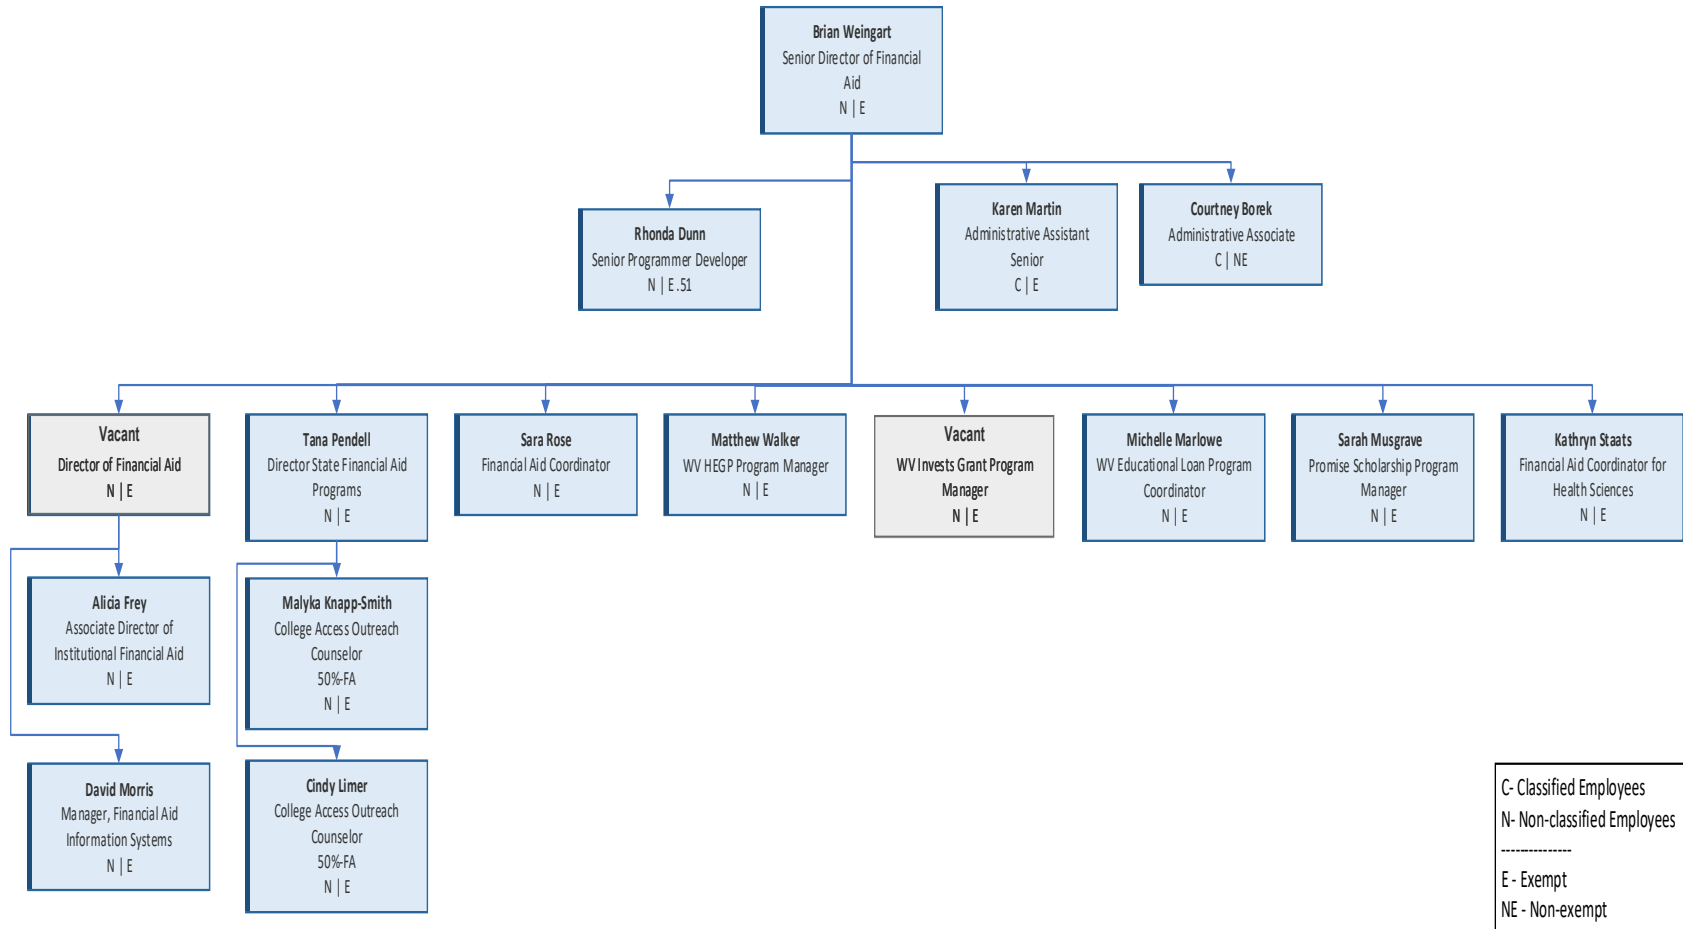 Brian Weingart
Senior Director of Financial
Aid
N | E
Rhonda Dunn
Senior Programmer Developer
N | E .51
Karen Martin
Administrative Assistant
Senior
C | E
Courtney Borek
Administrative Associate
C | NE
Vacant
Director of Financial Aid
N | E
Tana Pendell
Director State Financial Aid
Programs
N | E
Sara Rose
Financial Aid Coordinator
N | E
Matthew Walker
WV HEGP Program Manager
N | E
Vacant
WV Invests Grant Program
Manager
N | E
Michelle Marlowe
WV Educational Loan Program
Coordinator
N | E
Sarah Musgrave
Promise Scholarship Program
Manager
N | E
Kathryn Staats
Financial Aid Coordinator for
Health Sciences
N | E
Alicia Frey
Associate Director of
Institutional Financial Aid
N | E
Malyka Knapp-Smith
College Access Outreach
Counselor
50%-FA
N | E
David Morris
Manager, Financial Aid
Information Systems
N | E
Cindy Limer
College Access Outreach
Counselor
50%-FA
N | E
C- Classified Employees
N- Non-classified Employees
---------------
E - Exempt
NE - Non-exempt